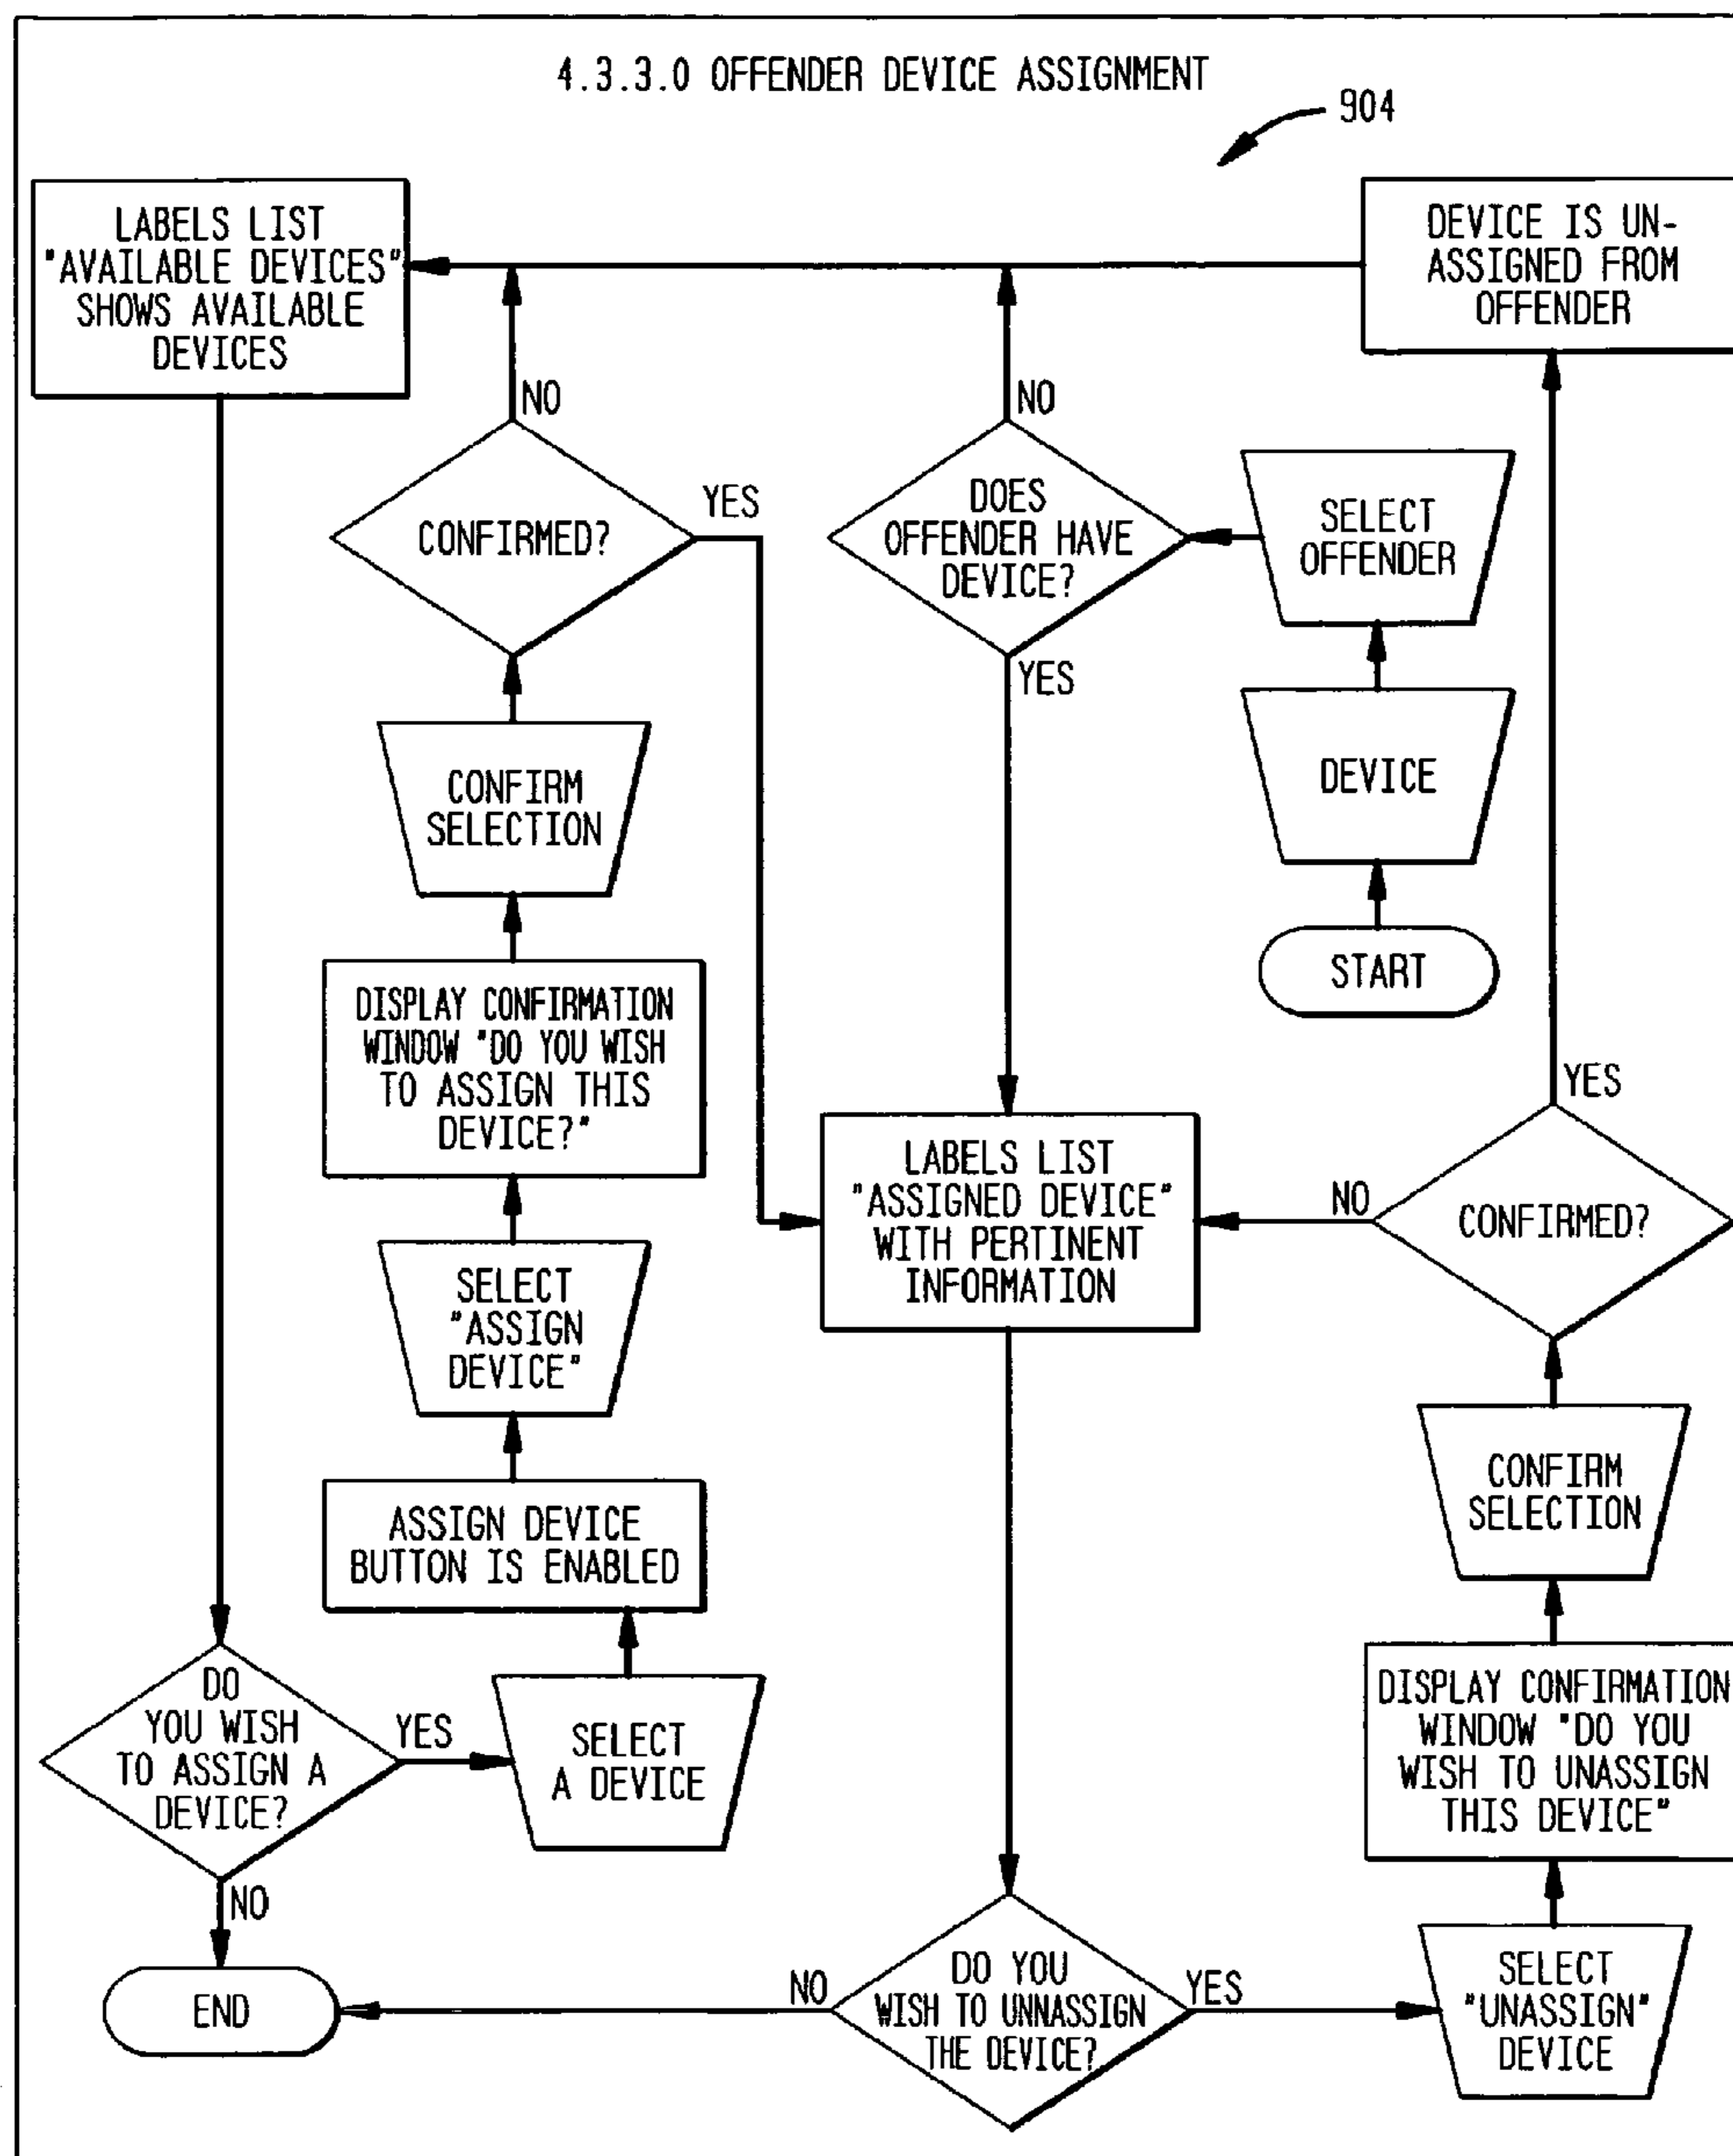 4.3.3.0 OFFENDER DEVICE ASSIGNMENT
904
LABELS LIST
"AVAILABLE DEVICES"
SHOWS AVAILABLE
DEVICES
DEVICE IS UN-
ASSIGNED FROM
OFFENDER
NO
NO
CONFIRMED?
YES
DOES
OFFENDER HAVE
DEVICE?
YES
SELECT
OFFENDER
CONFIRM
SELECTION
DEVICE
START
DISPLAY CONFIRMATION
WINDOW "DO YOU WISH
TO ASSIGN THIS
DEVICE?"
LABELS LIST
"ASSIGNED DEVICE"
WITH PERTINENT
INFORMATION
YES
NO
CONFIRMED?
SELECT
"ASSIGN
DEVICE"
CONFIRM
SELECTION
ASSIGN DEVICE
BUTTON IS ENABLED
DO
YOU WISH
TO ASSIGN A
DEVICE?
YES
SELECT
A DEVICE
DISPLAY CONFIRMATION
WINDOW "DO YOU
WISH TO UNASSIGN
THIS DEVICE"
NO
END
NO
DO YOU
WISH TO UNNASSIGN
THE DEVICE?
YES
SELECT
"UNASSIGN"
DEVICE